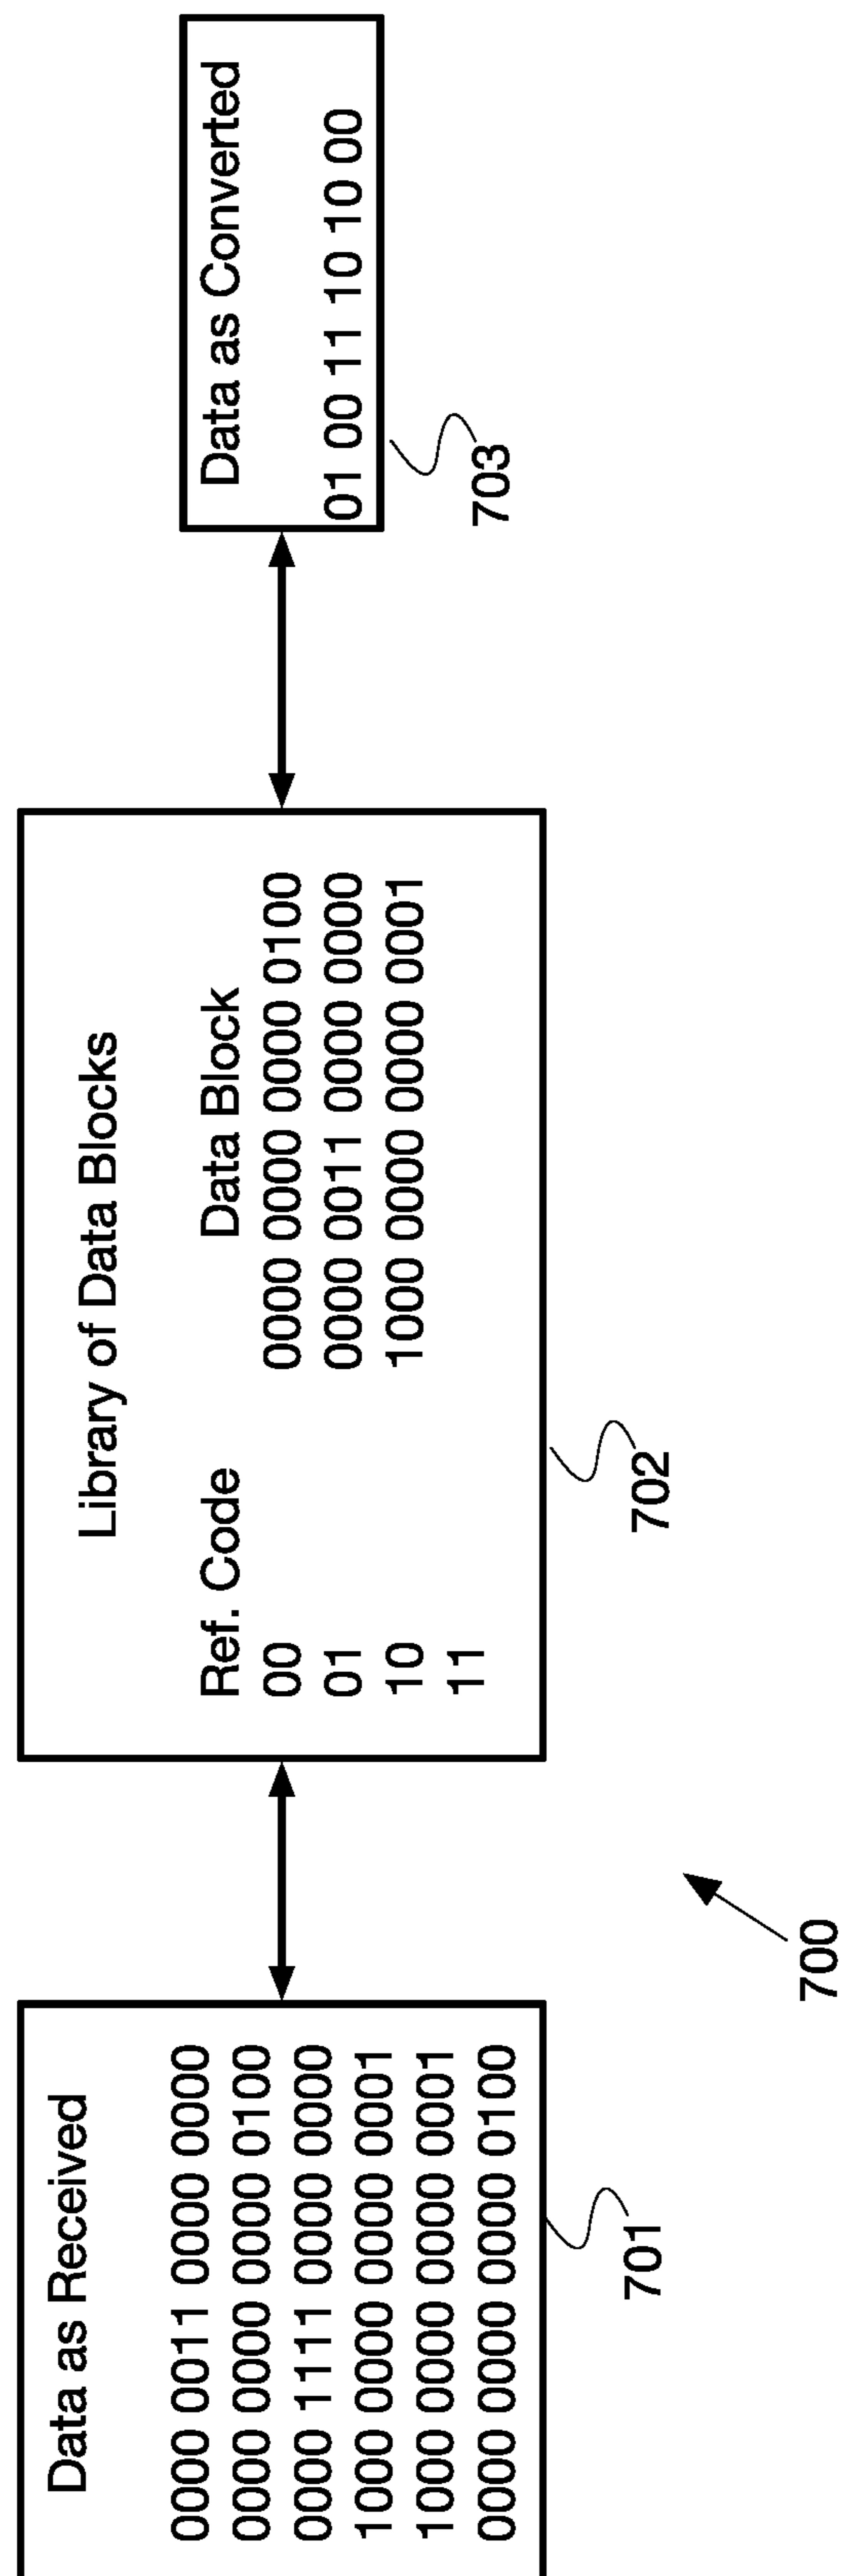 Data as Received
0000 0011 0000 0000
0000 0000 0000 0100
0000 1111 0000 0000
1000 0000 0000 0001
1000 0000 0000 0001
0000 0000 0000 0100
701
700
Library of Data Blocks
Ref. Code Data Block
00 0000 0000 0000 0100
01 0000 0011 0000 0000
10 1000 0000 0000 0001
11
702
Data as Converted
01 00 11 10 10 00
703